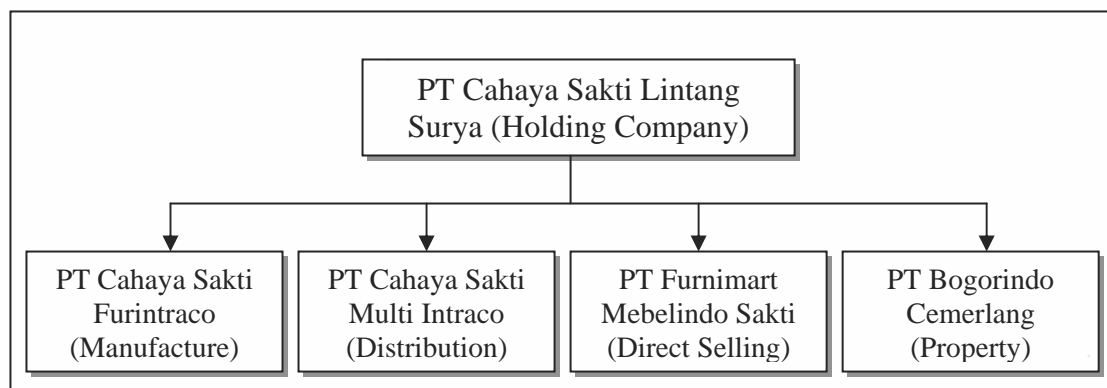 PT Cahaya Sakti Lintang
Surya (Holding Company)
PT Cahaya Sakti
Furintraco
(Manufacture)
PT Cahaya Sakti
Multi Intraco
(Distribution)
PT Furnimart
Mebelindo Sakti
(Direct Selling)
PT Bogorindo
Cemerlang
(Property)